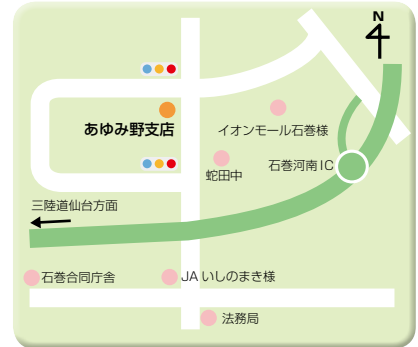 N
あゆみ野支店
イオンモール石巻様
石巻河南IC
蛇田中
三陸道仙台方面
石巻合同庁舎
JAいしのまき様
法務局